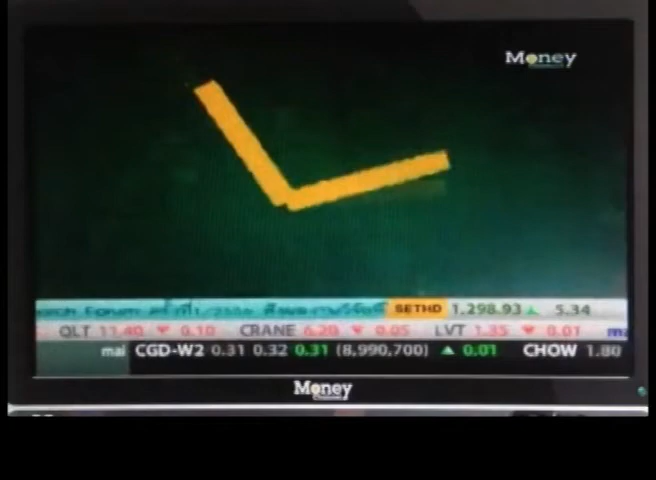 Money
SETHD 1,298.93 5.34
QLT 11.40 0.10 CRANE 6.20 0.05 LVT 1.35 0.01
mai CGD-W2 0.31 0.32 0.31 (8,990,700) 0.01 CHOW 1.80
Money
Channel